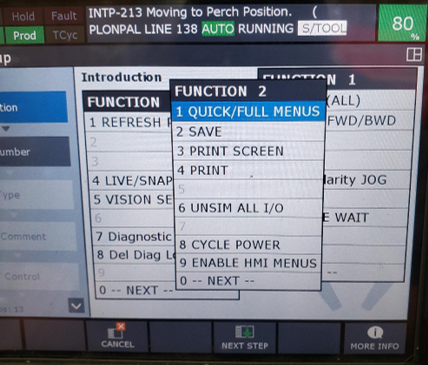 Hold Fault
INTP-213 Moving to Perch Position. (
Prod TCyc
PLONPAL LINE 138 AUTO RUNNING S/TOOL
80
%
up
Introduction
FUNCTION
FUNCTION 2
FUNCTION 1
1 REFRESH
2
3
4 LIVE/SNAP
5 VISION SE
6
7 Diagnostic
8 Del Diag
9
0 -- NEXT --
1 QUICK/FULL MENUS
2 SAVE
3 PRINT SCREEN
4 PRINT
5
6 UNSIM ALL I/O
7
8 CYCLE POWER
9 ENABLE HMI MENUS
0 -- NEXT --
(ALL)
FWD/BWD
larity JOG
E WAIT
--
tion
umber
Type
Comment
Control
CANCEL
NEXT STEP
MORE INFO